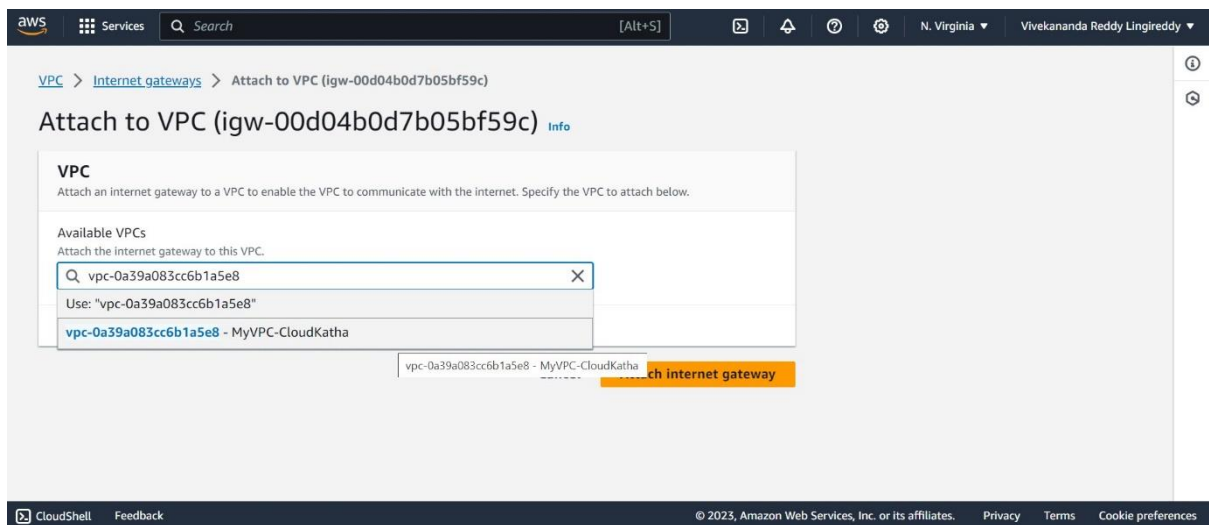 aws Services Search [Alt+S] N. Virginia Vivekananda Reddy Lingireddy
VPC > Internet gateways > Attach to VPC (igw-00d04b0d7b05bf59c)
Attach to VPC (igw-00d04b0d7b05bf59c) Info
VPC
Attach an internet gateway to a VPC to enable the VPC to communicate with the internet. Specify the VPC to attach below.
Available VPCs
Attach the internet gateway to this VPC.
vpc-0a39a083cc6b1a5e8
Use: "vpc-0a39a083cc6b1a5e8"
vpc-0a39a083cc6b1a5e8 - MyVPC-CloudKatha
vpc-0a39a083cc6b1a5e8 - MyVPC-CloudKatha
internet gateway
CloudShell Feedback © 2023, Amazon Web Services, Inc. or its affiliates. Privacy Terms Cookie preferences